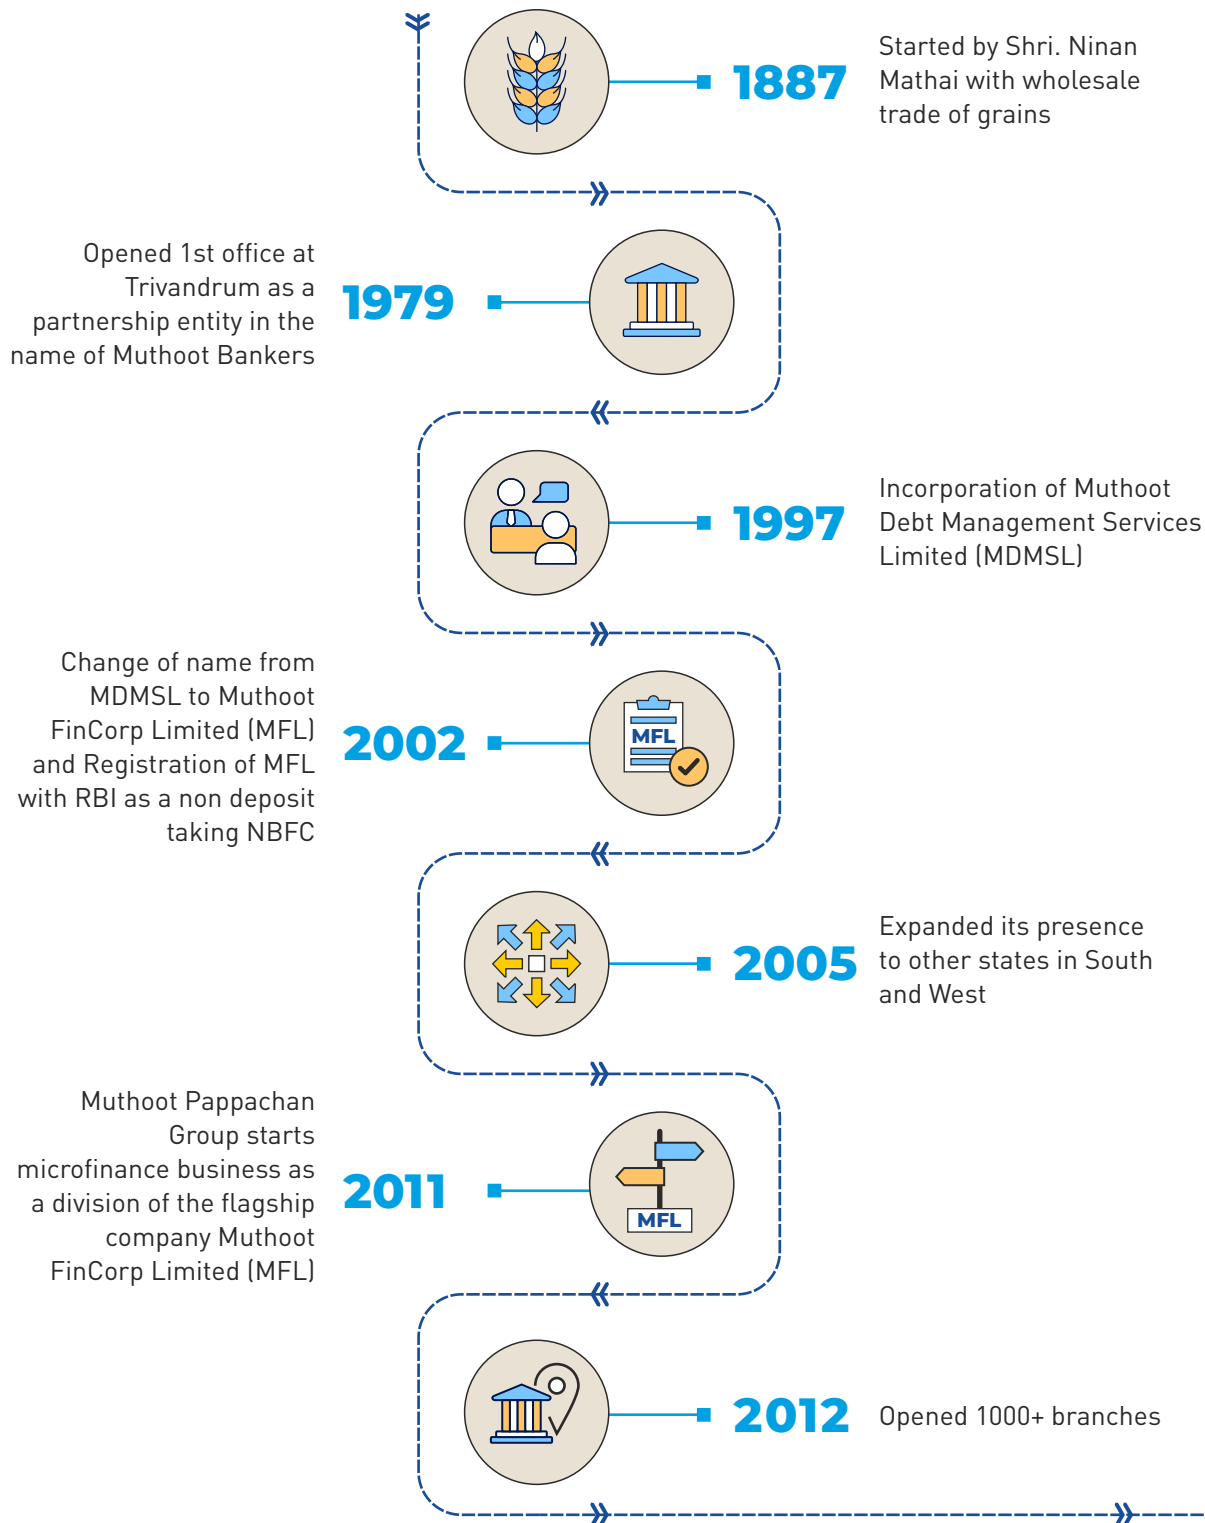 1887
Started by Shri. Ninan
Mathai with wholesale
trade of grains
Opened 1st office at
Trivandrum as a
partnership entity in the
name of Muthoot Bankers
1979
1997
Incorporation of Muthoot
Debt Management Services
Limited (MDMSL)
Change of name from
MDMSL to Muthoot
FinCorp Limited (MFL)
and Registration of MFL
with RBI as a non deposit
taking NBFC
2002
MFL
2005
Expanded its presence
to other states in South
and West
Muthoot Pappachan
Group starts
microfinance business as
a division of the flagship
company Muthoot
FinCorp Limited (MFL)
2011
MFL
2012
Opened 1000+ branches